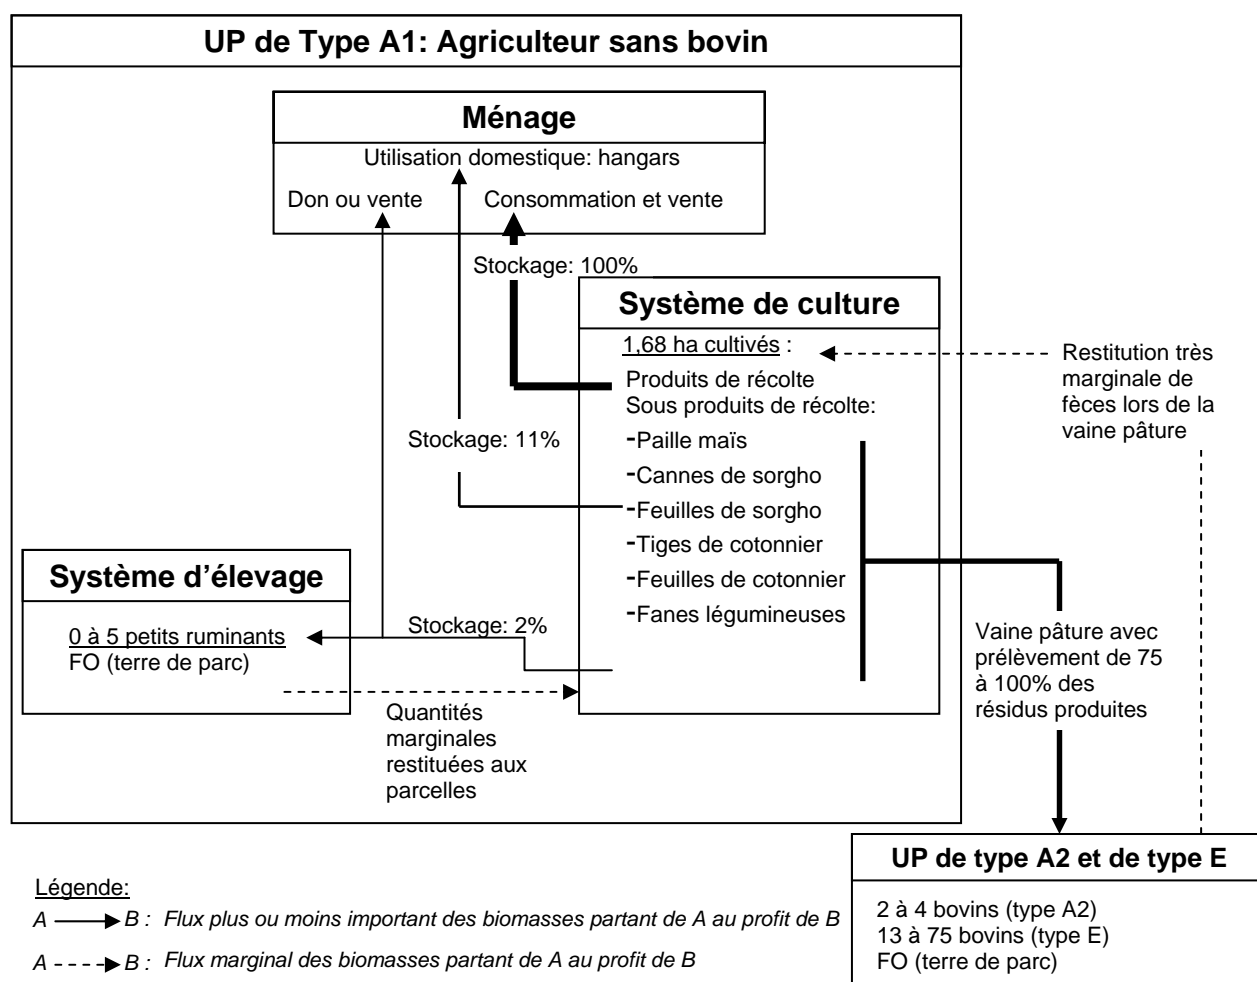 UP de Type A1: Agriculteur sans bovin
Ménage
Utilisation domestique: hangars
Don ou vente
Consommation et vente
Stockage: 100%
Système de culture
1,68 ha cultivés :
Produits de récolte
Sous produits de récolte:
-Paille maïs
-Cannes de sorgho
-Feuilles de sorgho
-Tiges de cotonnier
-Feuilles de cotonnier
-Fanes légumineuses
Restitution très
marginale de
fèces lors de la
vaine pâture
Stockage: 11%
Système d'élevage
0 à 5 petits ruminants
FO (terre de parc)
Stockage: 2%
Quantités
marginales
restituées aux
parcelles
Vaine pâture avec
prélèvement de 75
à 100% des
résidus produites
UP de type A2 et de type E
2 à 4 bovins (type A2)
13 à 75 bovins (type E)
FO (terre de parc)
Légende:
A B : Flux plus ou moins important des biomasses partant de A au profit de B
A B : Flux marginal des biomasses partant de A au profit de B